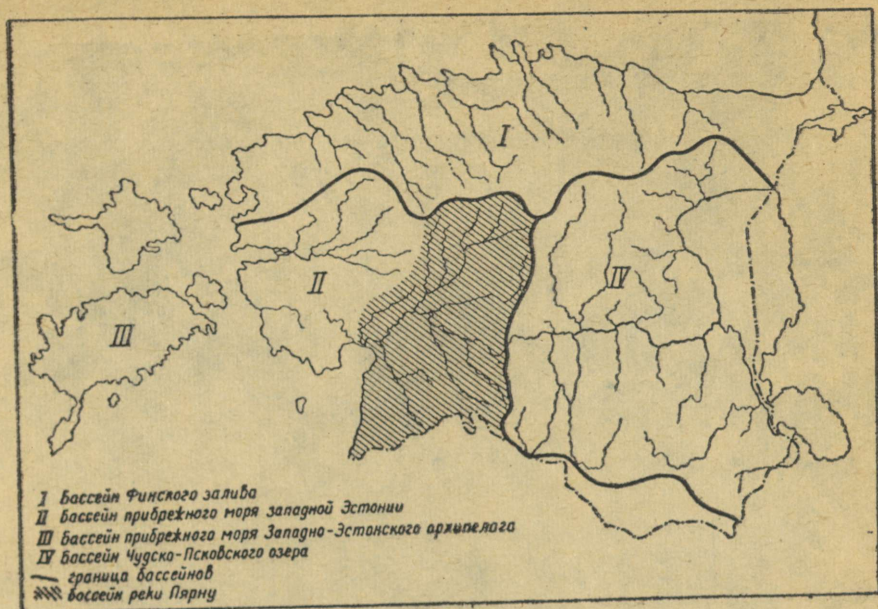 I
II
III
IV
I Бассейн Финского залива
II Бассейн прибрежного моря западной Эстонии
III Бассейн прибрежного моря Западно-Эстонского архипелага
IV Бассейн Чудско-Псковского озера
граница бассейнов
бассейн реки Пярну